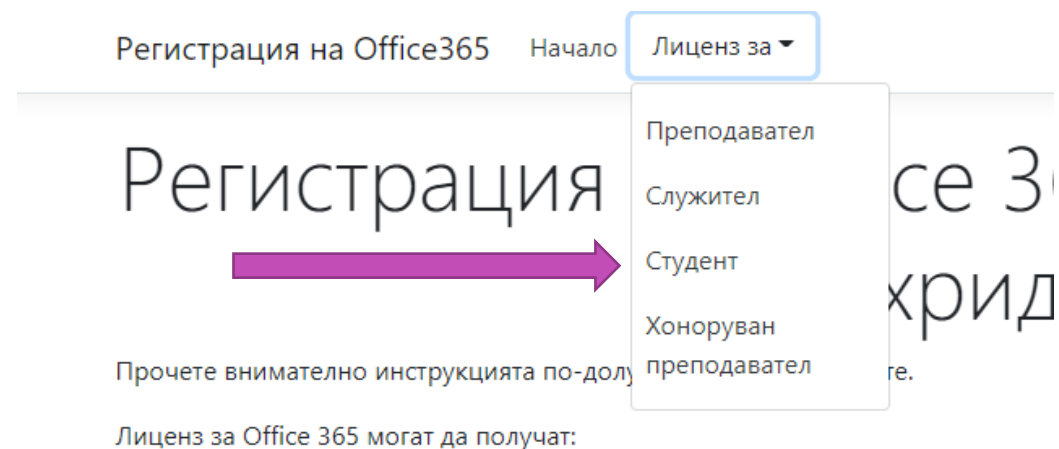 Регистрация на Office365 Начало Лиценз за
Преподавател
Служител
Студент
Хоноруван
преподавател
Регистрация
Прочете внимателно инструкцията
Лиценз за Office 365 могат да получат: